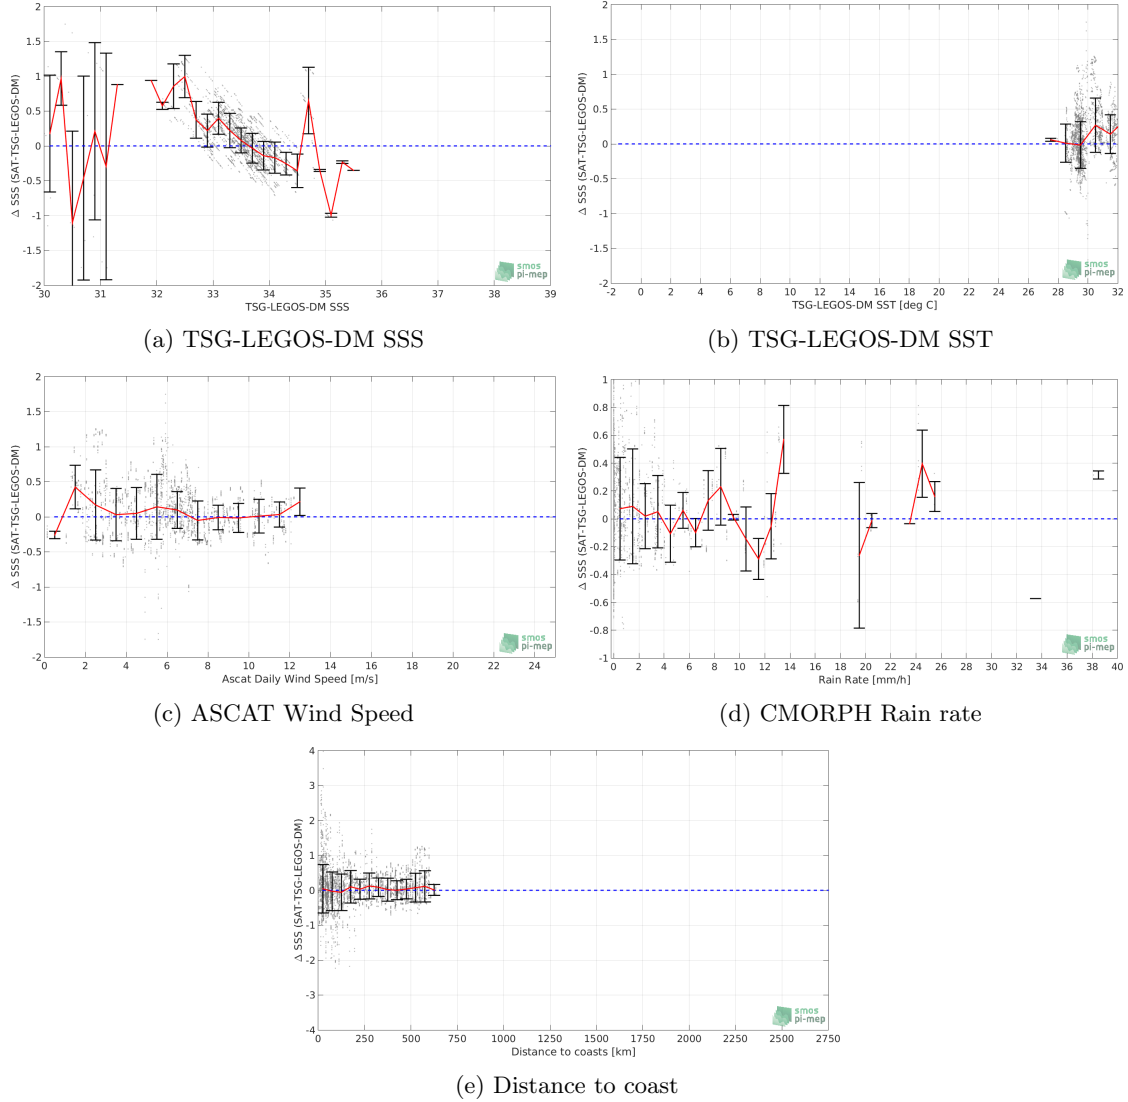 2
1.5
1
0.5
0
-0.5
-1
-1.5
-2
Δ SSS (SAT-TSG-LEGOS-DM)
30 31 32 33 34 35 36 37 38 39
TSG-LEGOS-DM SSS
smos
pi-mep
(a) TSG-LEGOS-DM SSS
2
1.5
1
0.5
0
-0.5
-1
-1.5
-2
Δ SSS (SAT-TSG-LEGOS-DM)
-2 0 2 4 6 8 10 12 14 16 18 20 22 24 26 28 30 32
TSG-LEGOS-DM SST [deg C]
smos
pi-mep
(b) TSG-LEGOS-DM SST
2
1.5
1
0.5
0
-0.5
-1
-1.5
-2
Δ SSS (SAT-TSG-LEGOS-DM)
0 2 4 6 8 10 12 14 16 18 20 22 24
Ascat Daily Wind Speed [m/s]
smos
pi-mep
(c) ASCAT Wind Speed
1
0.8
0.6
0.4
0.2
0
-0.2
-0.4
-0.6
-0.8
-1
Δ SSS (SAT-TSG-LEGOS-DM)
0 2 4 6 8 10 12 14 16 18 20 22 24 26 28 30 32 34 36 38 40
Rain Rate [mm/h]
smos
pi-mep
(d) CMORPH Rain rate
4
3
2
1
0
-1
-2
-3
-4
Δ SSS (SAT-TSG-LEGOS-DM)
0 250 500 750 1000 1250 1500 1750 2000 2250 2500 2750
Distance to coasts [km]
smos
pi-mep
(e) Distance to coast